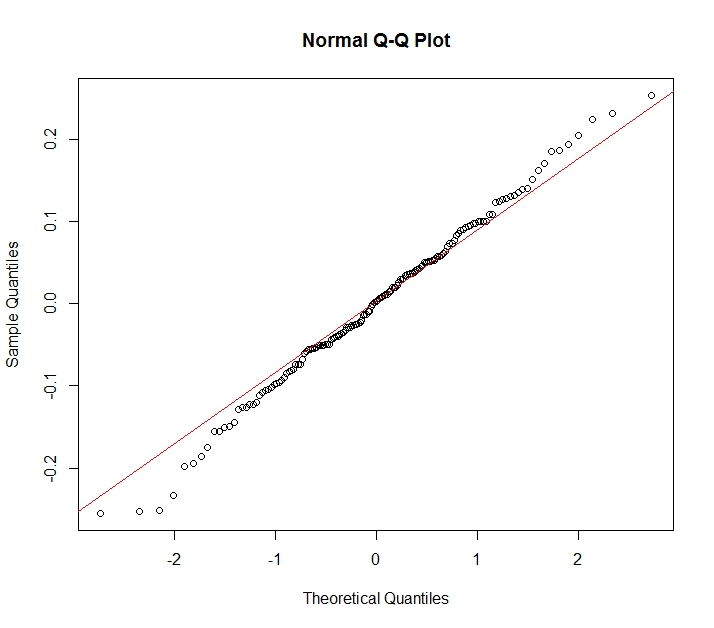 Normal Q-Q Plot
Sample Quantiles
0.2
0.1
0.0
-0.1
-0.2
-2 -1 0 1 2
Theoretical Quantiles